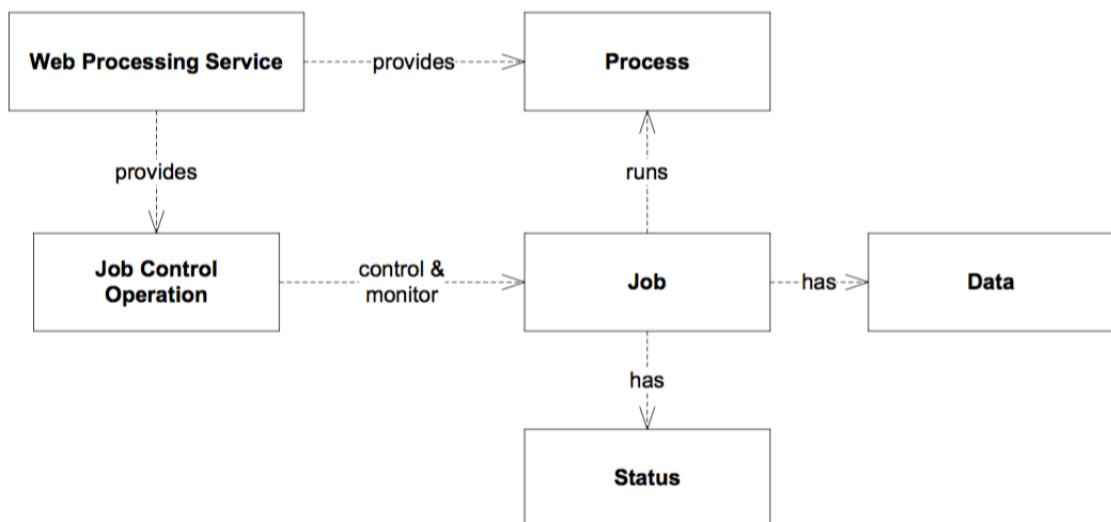 Web Processing Service
provides
Process
provides
runs
Job Control
Operation
control &
monitor
Job
has
Data
has
Status